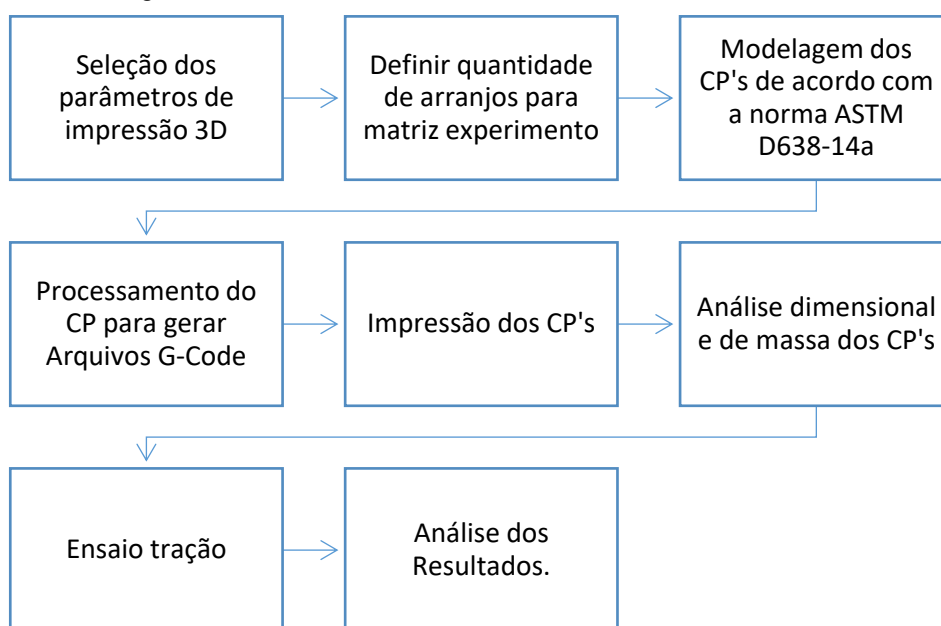 Seleção dos
parâmetros de
impressão 3D
Definir quantidade
de arranjos para
matriz experimento
Modelagem dos
CP's de acordo com
a norma ASTM
D638-14a
Processamento do
CP para gerar
Arquivos G-Code
Impressão dos CP's
Análise dimensional
e de massa dos CP's
Ensaio tração
Análise dos
Resultados.